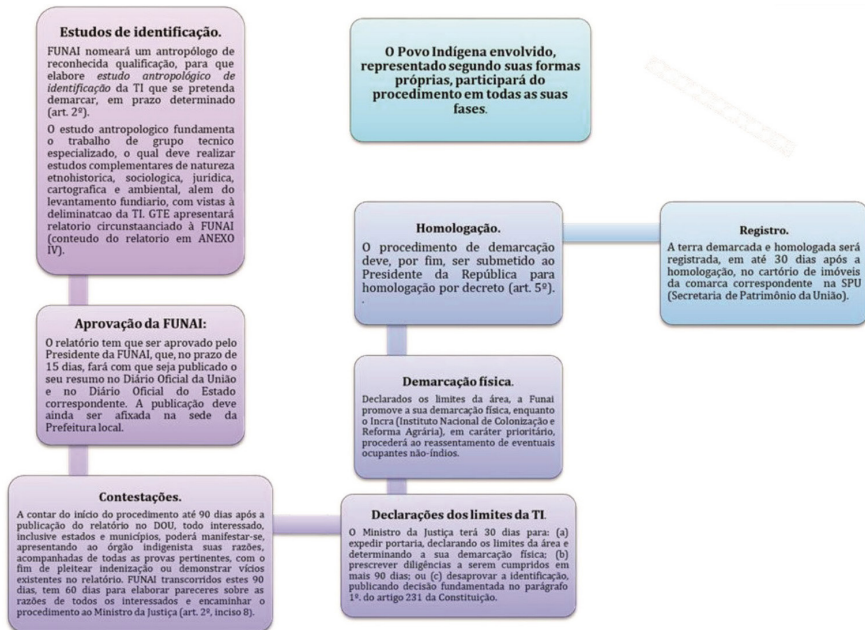 Estudos de identificação.
FUNAI nomeará um antropólogo de
reconhecida qualificação, para que
elabore estudo antropológico de
identificação da TI que se pretenda
demarcar, em prazo determinado
(art. 2º).
O estudo antropologico fundamenta
o trabalho de grupo tecnico
especializado, o qual deve realizar
estudos complementares de natureza
etnohistorica, sociologica, juridica,
cartografica e ambiental, alem do
levantamento fundiario, com vistas à
deliminatcao da TI. GTE apresentará
relatorio circunstaanciado à FUNAI
(conteudo do relatorio em ANEXO
IV).
Aprovação da FUNAI:
O relatório tem que ser aprovado pelo
Presidente da FUNAI, que, no prazo de
15 dias, fará com que seja publicado o
seu resumo no Diário Oficial da União
e no Diário Oficial do Estado
correspondente. A publicação deve
ainda ser afixada na sede da
Prefeitura local.
Contestações.
A contar do início do procedimento até 90 dias após a
publicação do relatório no DOU, todo interessado,
inclusive estados e municípios, poderá manifestar-se,
apresentando ao órgão indigenista suas razões,
acompanhadas de todas as provas pertinentes, com o
fim de pleitear indenização ou demonstrar vícios
existentes no relatório. FUNAI transcorridos estes 90
dias, tem 60 dias para elaborar pareceres sobre as
razões de todos os interessados e encaminhar o
procedimento ao Ministro da Justiça (art. 2º, inciso 8).
Declarações dos limites da TI.
O Ministro da Justiça terá 30 dias para: (a)
expedir portaria, declarando os limites da área e
determinando a sua demarcação física; (b)
prescrever diligências a serem cumpridos em
mais 90 dias; ou (c) desaprovar a identificação,
publicando decisão fundamentada no parágrafo
1º. do artigo 231 da Constituição.
Demarcação física.
Declarados os limites da área, a Funai
promove a sua demarcação física, enquanto
o Incra (Instituto Nacional de Colonização e
Reforma Agrária), em caráter prioritário,
procederá ao reassentamento de eventuais
ocupantes não-índios.
Homologação.
O procedimento de demarcação
deve, por fim, ser submetido ao
Presidente da República para
homologação por decreto (art. 5º).
.
Registro.
A terra demarcada e homologada será
registrada, em até 30 dias após a
homologação, no cartório de imóveis
da comarca correspondente na SPU
(Secretaria de Patrimônio da União).
O Povo Indígena envolvido,
representado segundo suas formas
próprias, participará do
procedimento em todas as suas
fases.